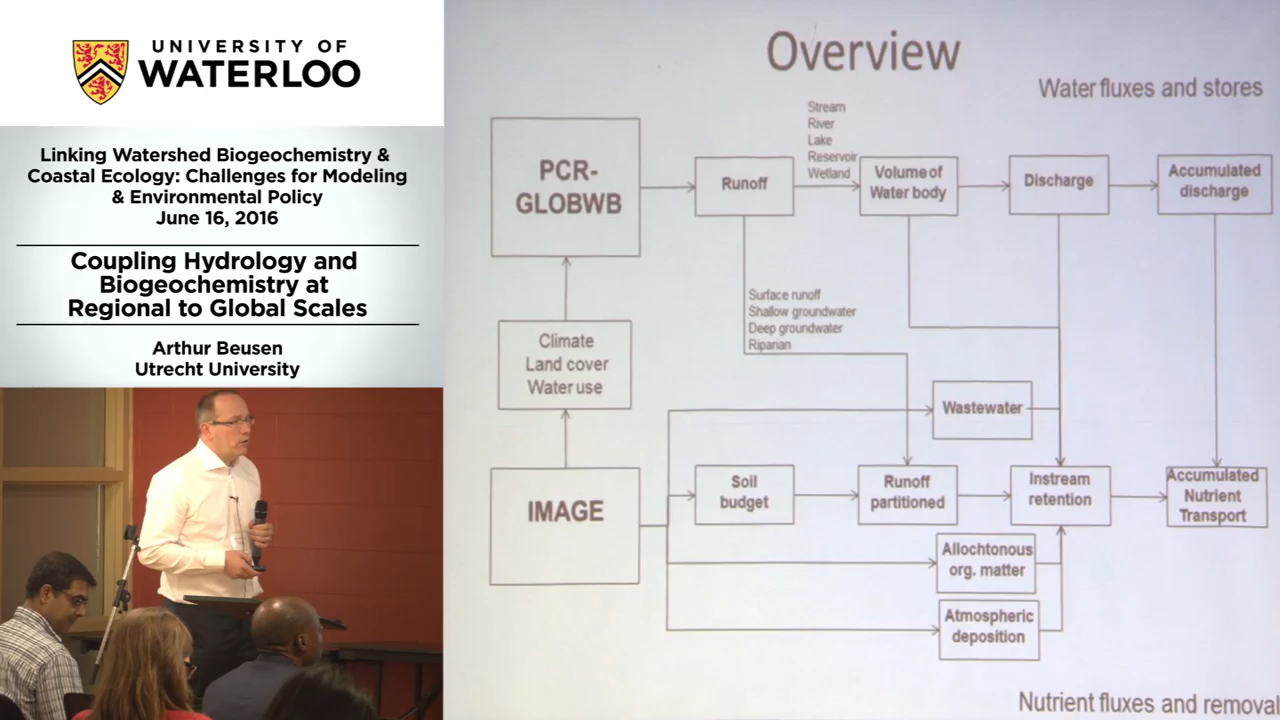 UNIVERSITY OF
WATERLOO
Linking Watershed Biogeochemistry &
Coastal Ecology: Challenges for Modeling
& Environmental Policy
June 16, 2016
Coupling Hydrology and
Biogeochemistry at
Regional to Global Scales
Arthur Beusen
Utrecht University
Overview
Water fluxes and stores
Stream
River
Lake
Reservoir
Wetland
PCR-
GLOBWB
Runoff
Volume of
Water body
Discharge
Accumulated
discharge
Surface runoff
Shallow groundwater
Deep groundwater
Riparian
Climate
Land cover
Water use
Wastewater
IMAGE
Soil
budget
Runoff
partitioned
Instream
retention
Accumulated
Nutrient
Transport
Allochtonous
org. matter
Atmospheric
deposition
Nutrient fluxes and removal